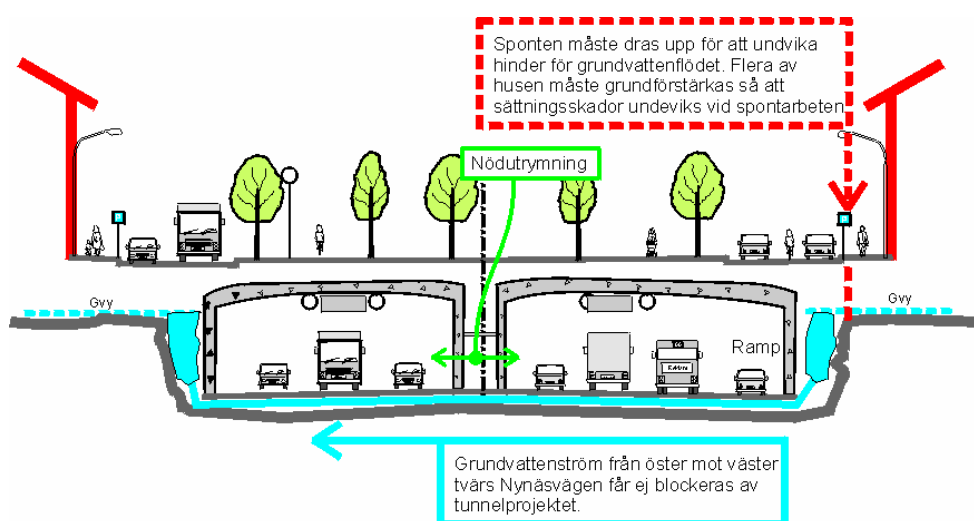 Sponten måste dras upp för att undvika
hinder för grundvattenflödet. Flera av
husen måste grundförstärkas så att
sättningsskador undeviks vid spontarbeten
Nödutrymning
Gvy
Gvy
Ramp
Grundvattenström från öster mot väster
tvärs Nynäsvägen får ej blockeras av
tunnelprojektet.